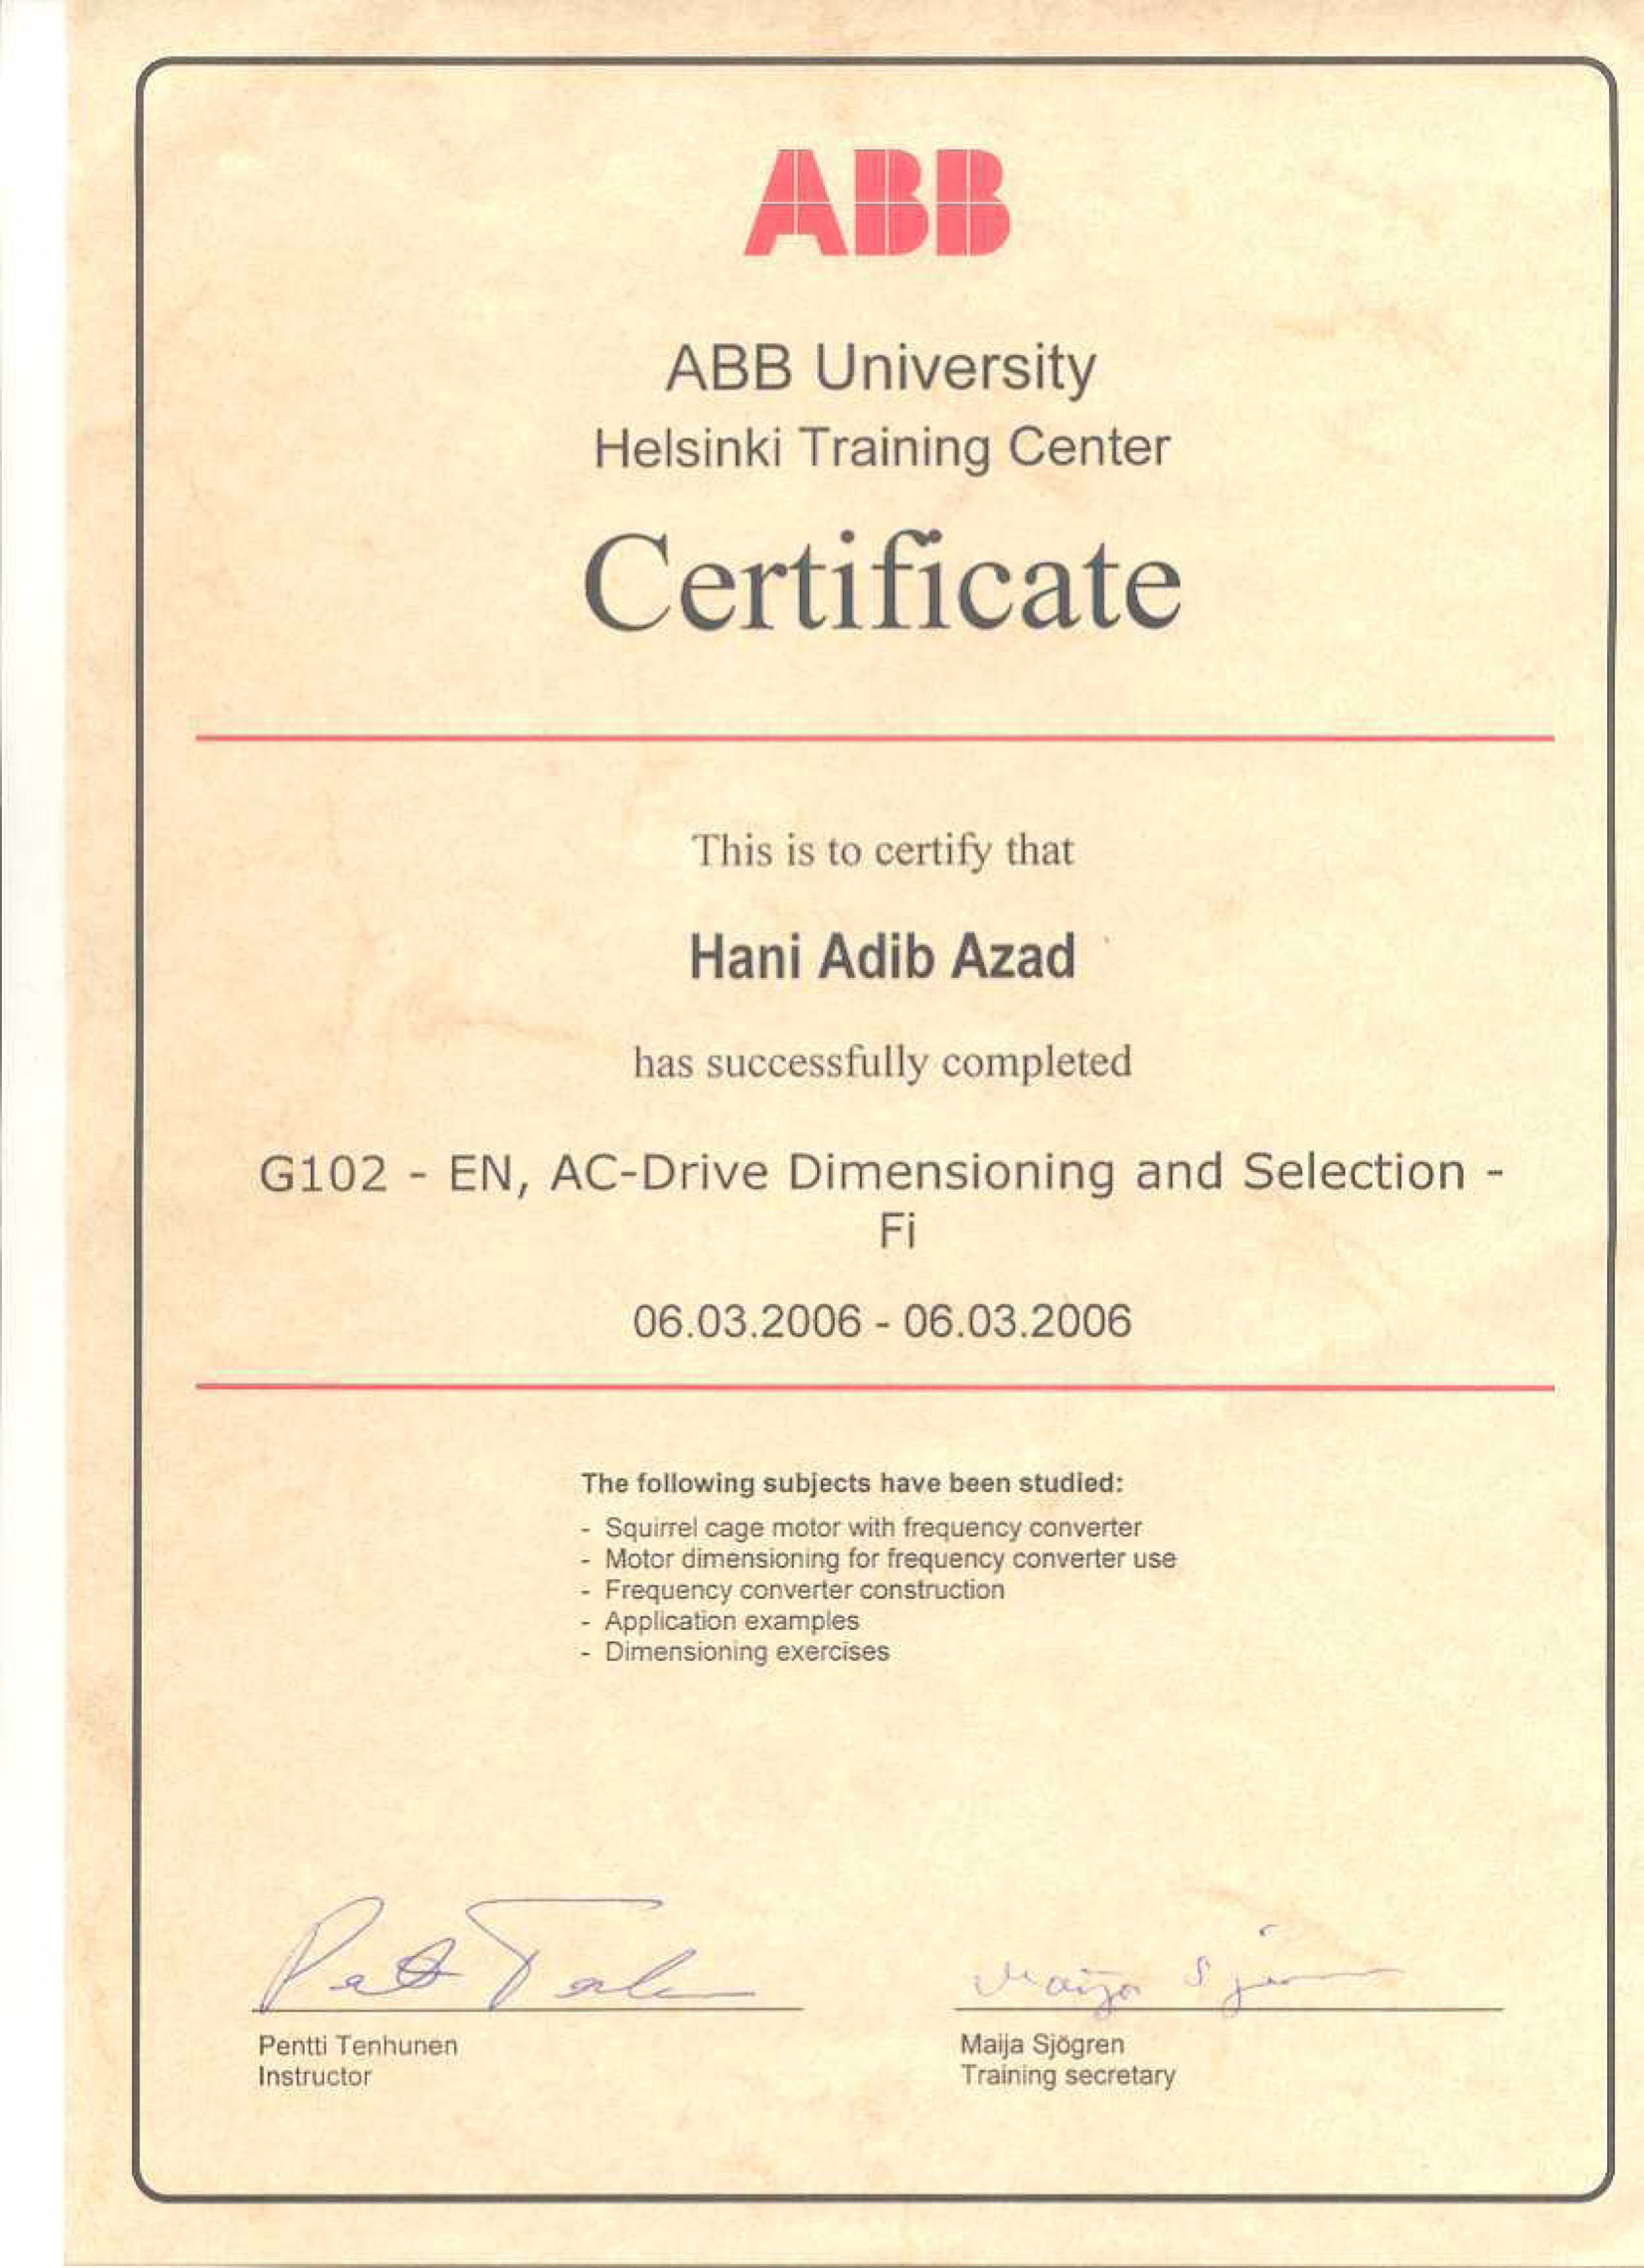 ABB
ABB University
Helsinki Training Center
Certificate
This is to certify that
Hani Adib Azad
has successfully completed
G102 - EN, AC-Drive Dimensioning and Selection -
Fi
06.03.2006 - 06.03.2006
The following subjects have been studied:
- Squirrel cage motor with frequency converter
- Motor dimensioning for frequency converter use
- Frequency converter construction
- Application examples
- Dimensioning exercises
Pentti Tenhunen
Instructor
Maija Sjögren
Training secretary